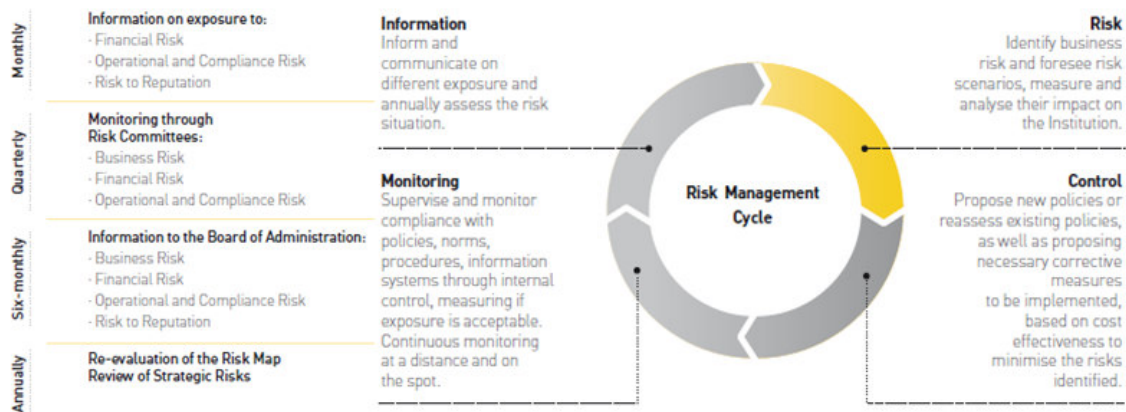 Monthly
Information on exposure to:
· Financial Risk
· Operational and Compliance Risk
· Risk to Reputation
Quarterly
Monitoring through
Risk Committees:
· Business Risk
· Financial Risk
· Operational and Compliance Risk
Six-monthly
Information to the Board of Administration:
· Business Risk
· Financial Risk
· Operational and Compliance Risk
· Risk to Reputation
Annually
Re-evaluation of the Risk Map
Review of Strategic Risks
Information
Inform and
communicate on
different exposure and
annually assess the risk
situation.
Monitoring
Supervise and monitor
compliance with
policies, norms,
procedures, information
systems through internal
control, measuring if
exposure is acceptable.
Continuous monitoring
at a distance and on
the spot.
Risk Management
Cycle
Risk
Identify business
risk and foresee risk
scenarios, measure and
analyse their impact on
the Institution.
Control
Propose new policies or
reassess existing policies,
as well as proposing
necessary corrective
measures
to be implemented,
based on cost
effectiveness to
minimise the risks
identified.